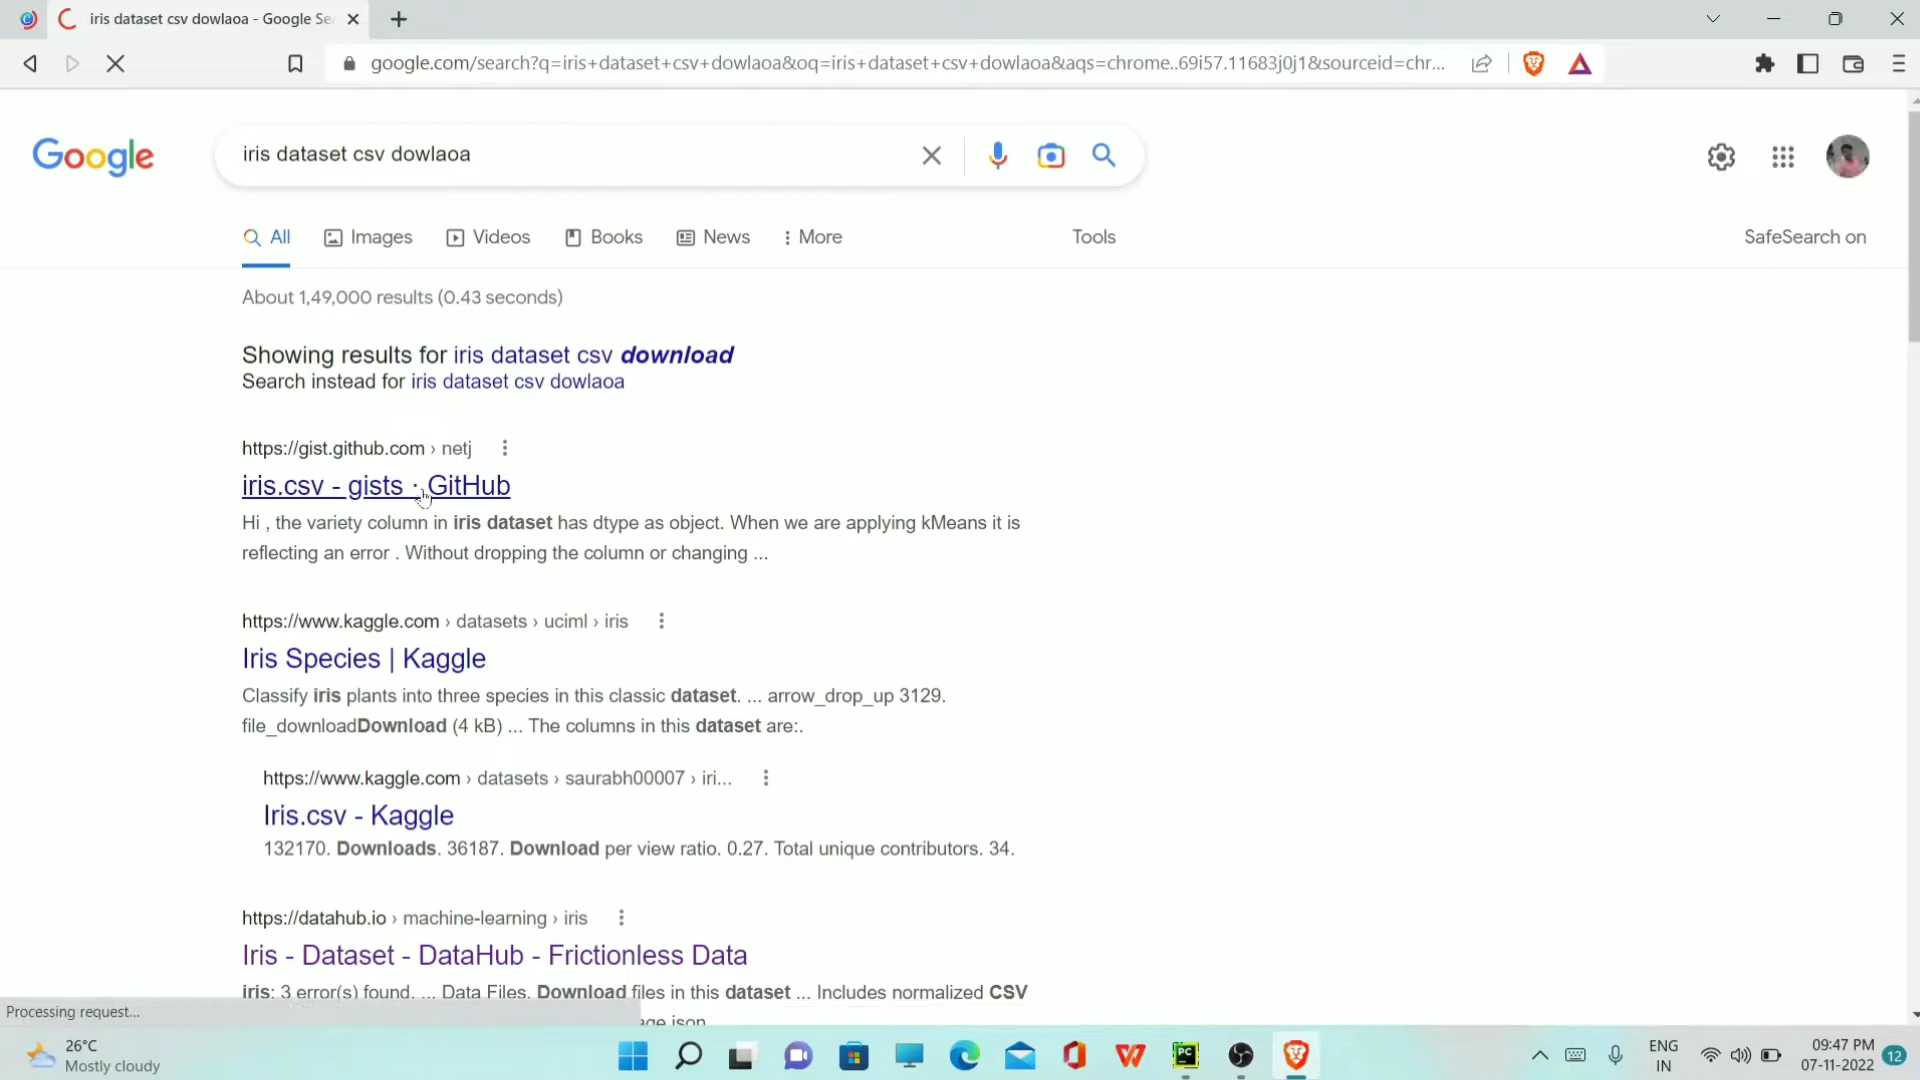 iris dataset csv dowlaoa - Google Se
google.com/search?q=iris+dataset+csv+dowlaoa&oq=iris+dataset+csv+dowlaoa&aqs=chrome..69i57.11683j0j1&sourceid=chr...
Google
iris dataset csv dowlaoa
All Images Videos Books News More Tools SafeSearch on
About 1,49,000 results (0.43 seconds)
Showing results for iris dataset csv download
Search instead for iris dataset csv dowlaoa
https://gist.github.com › netj
iris.csv - gists · GitHub
Hi , the variety column in iris dataset has dtype as object. When we are applying kMeans it is
reflecting an error . Without dropping the column or changing ...
https://www.kaggle.com › datasets › uciml › iris
Iris Species | Kaggle
Classify iris plants into three species in this classic dataset. ... arrow_drop_up 3129.
file_downloadDownload (4 kB) ... The columns in this dataset are:.
https://www.kaggle.com › datasets › saurabh00007 › iri...
Iris.csv - Kaggle
132170. Downloads. 36187. Download per view ratio. 0.27. Total unique contributors. 34.
https://datahub.io › machine-learning › iris
Iris - Dataset - DataHub - Frictionless Data
iris: 3 error(s) found. ... Data Files. Download files in this dataset ... Includes normalized CSV
age json
Processing request...
26°C
Mostly cloudy
PC
ENG
IN
09:47 PM
07-11-2022
12